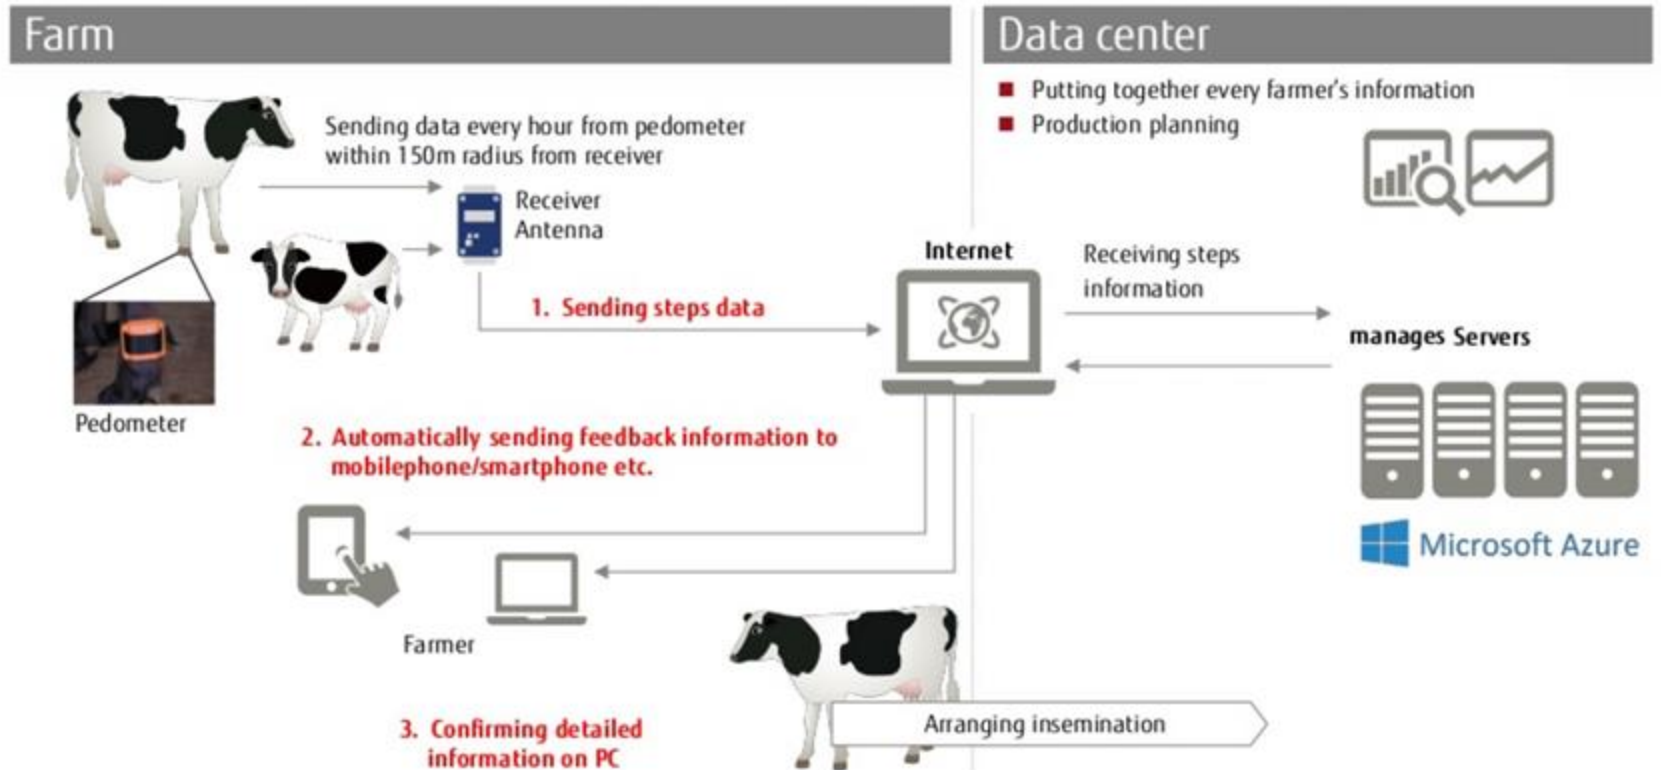 Farm
Data center
Putting together every farmer's information
Production planning
Sending data every hour from pedometer
within 150m radius from receiver
Receiver
Antenna
Internet
Receiving steps
information
1. Sending steps data
manages Servers
Pedometer
2. Automatically sending feedback information to
mobilephone/smartphone etc.
Microsoft Azure
Farmer
3. Confirming detailed
information on PC
Arranging insemination